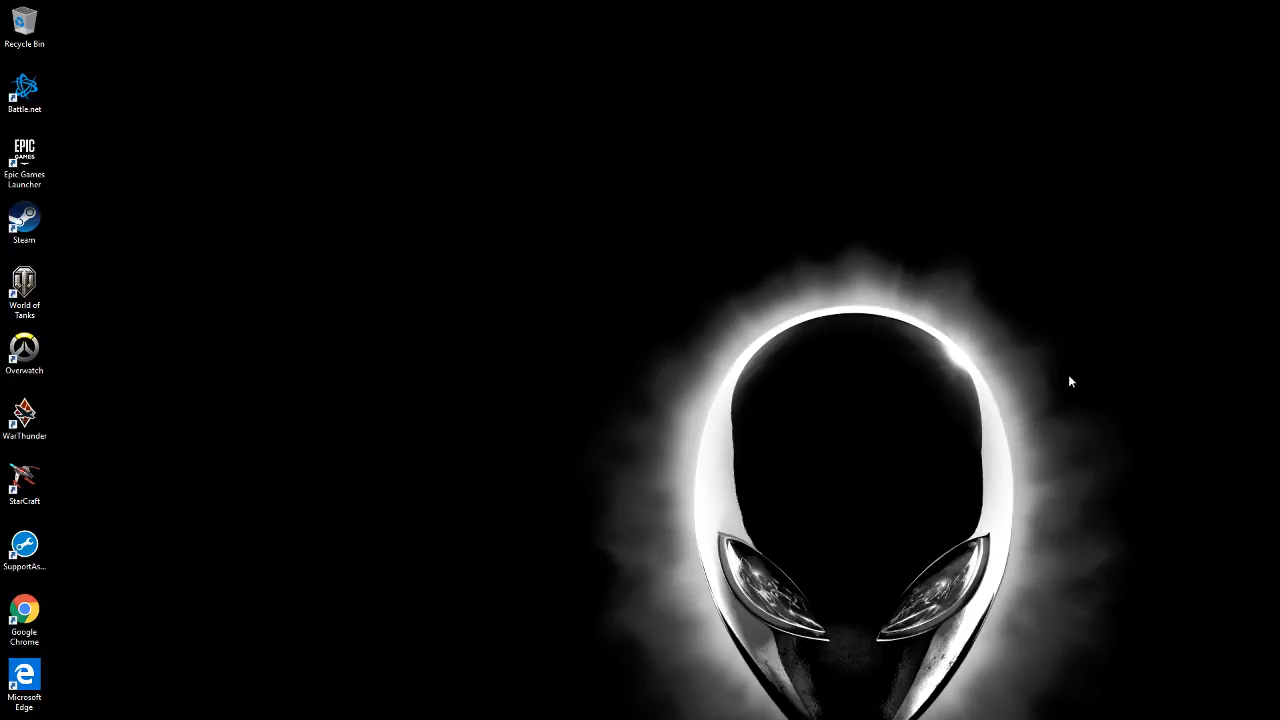 Recycle Bin
Battle.net
EPIC
GAMES
Epic Games
Launcher
Steam
World of
Tanks
Overwatch
WarThunder
StarCraft
SupportAs...
Google
Chrome
Microsoft
Edge